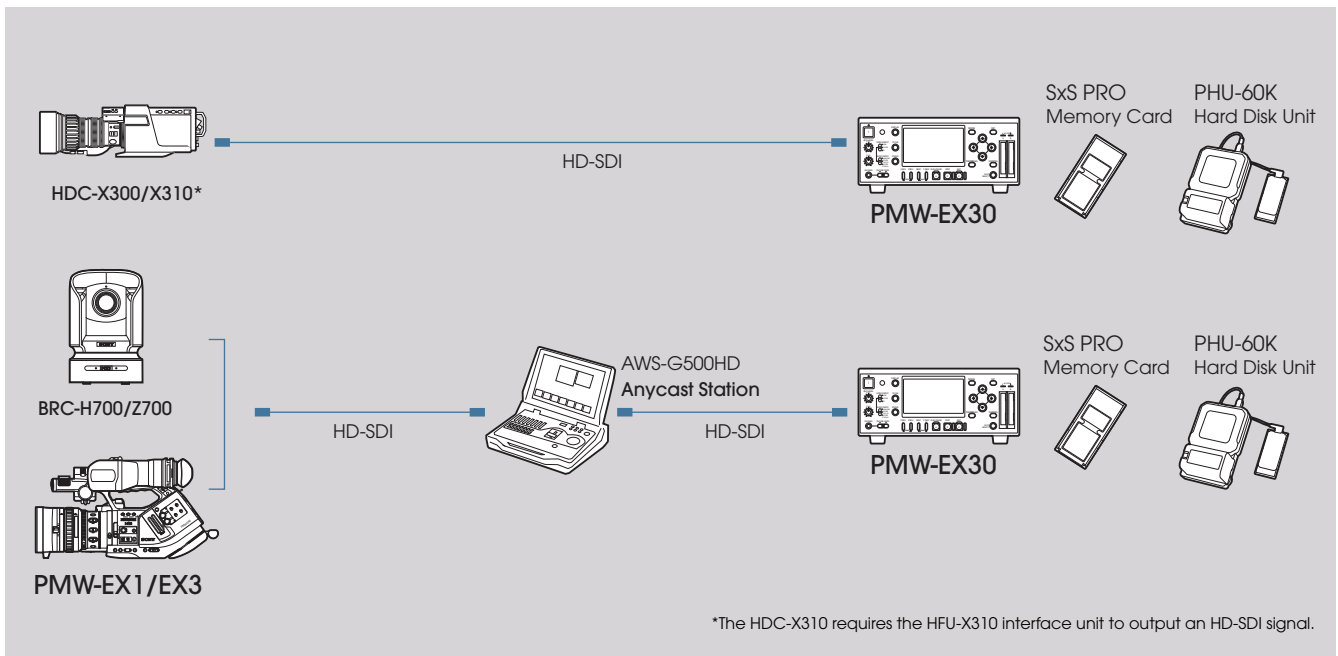 SxS PRO
Memory Card
PHU-60K
Hard Disk Unit
HD-SDI
HDC-X300/X310*
PMW-EX30
SONY
BRC-H700/Z700
AWS-G500HD
Anycast Station
HD-SDI
HD-SDI
SxS PRO
Memory Card
PHU-60K
Hard Disk Unit
PMW-EX30
SONY
PMW-EX1/EX3
*The HDC-X310 requires the HFU-X310 interface unit to output an HD-SDI signal.